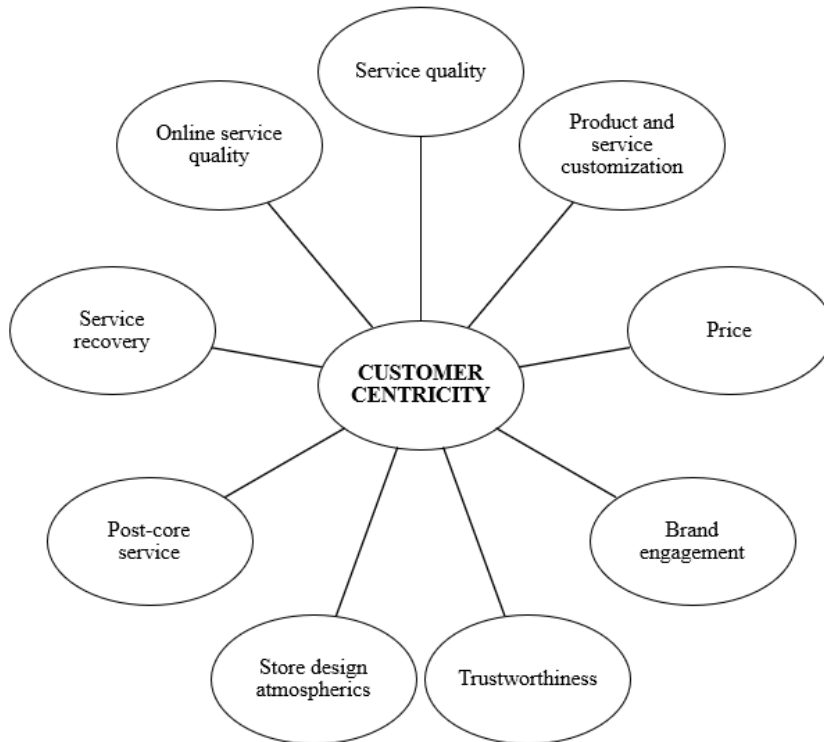 Service quality
Online service
quality
Product and
service
customization
Service
recovery
Price
CUSTOMER
CENTRICITY
Post-core
service
Brand
engagement
Store design
atmospherics
Trustworthiness